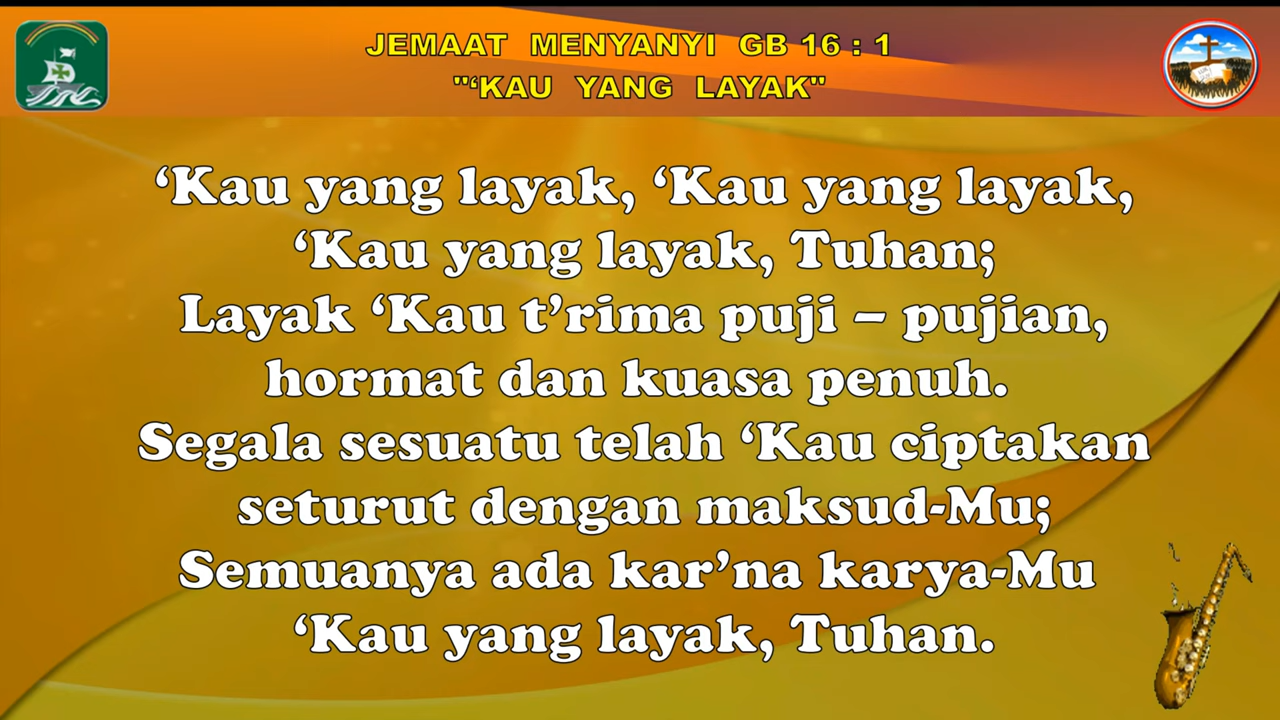 JEMAAT MENYANYI GB 16 : 1
"‘KAU YANG LAYAK"
‘Kau yang layak, ‘Kau yang layak,
‘Kau yang layak, Tuhan;
Layak ‘Kau t’rima puji – pujian,
hormat dan kuasa penuh.
Segala sesuatu telah ‘Kau ciptakan
seturut dengan maksud-Mu;
Semuanya ada kar’na karya-Mu
‘Kau yang layak, Tuhan.